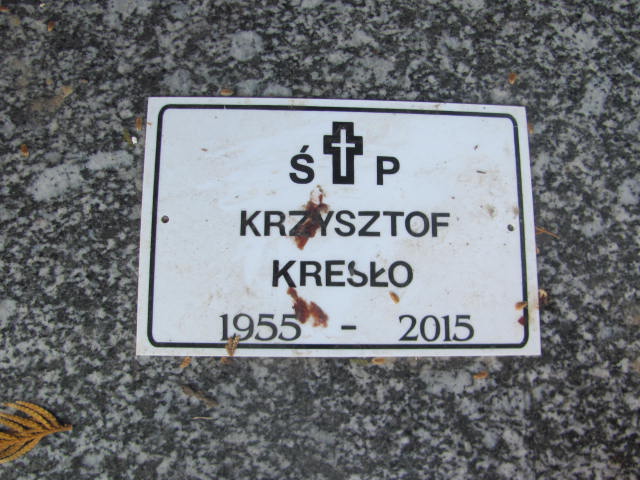 Ś P
KRZYSZTOF
KRESŁO
1955 - 2015